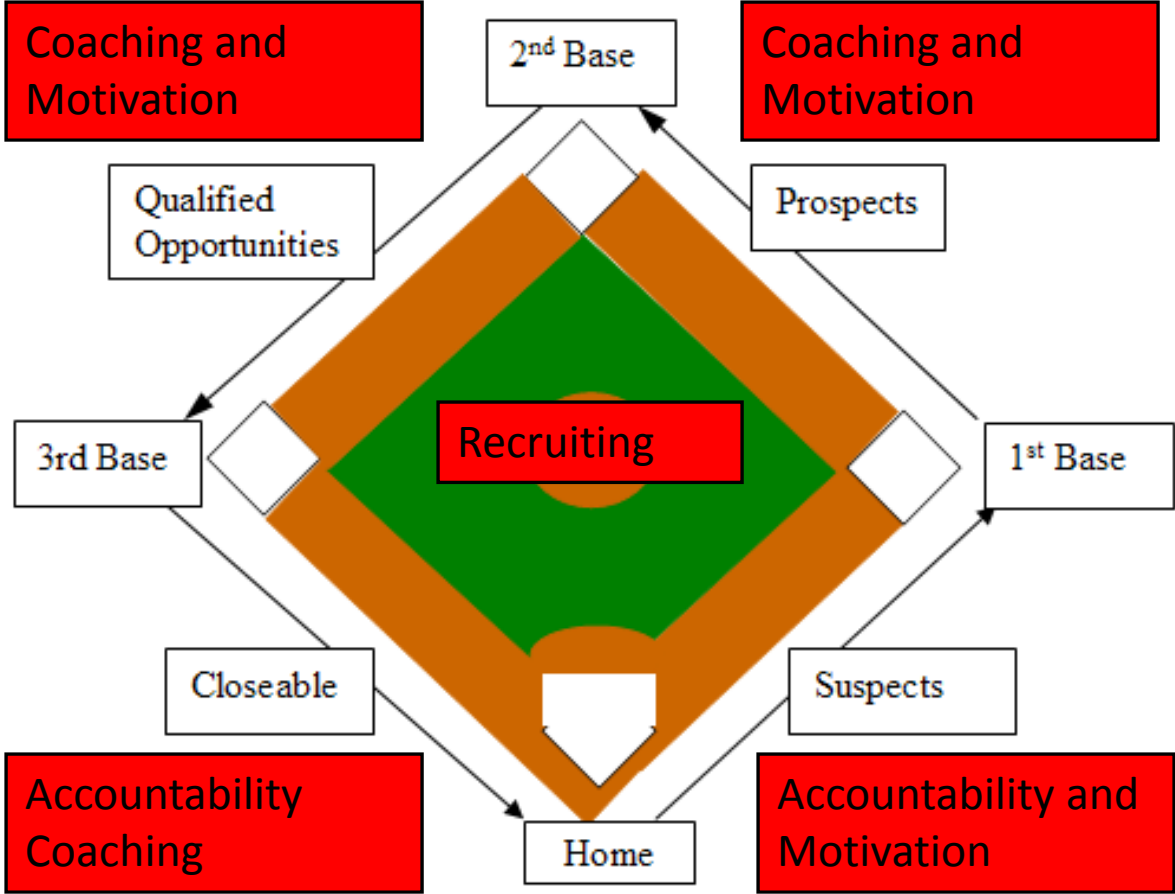 Coaching and
Motivation
2nd Base
Coaching and
Motivation
Qualified
Opportunities
Prospects
3rd Base
Recruiting
1st Base
Closeable
Suspects
Accountability
Coaching
Home
Accountability and
Motivation